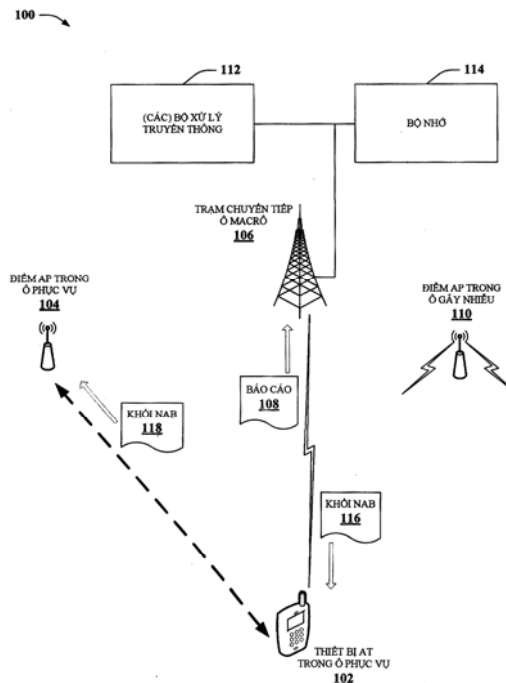 100
112
114
(CÁC) BỘ XỬ LÝ
TRUYỀN THÔNG
BỘ NHỚ
TRẠM CHUYỂN TIẾP
Ô MACRÔ
106
ĐIỂM AP TRONG
Ô PHỤC VỤ
104
ĐIỂM AP TRONG
Ô GÂY NHIỄU
110
BÁO CÁO
108
KHỐI NAB
118
KHỐI NAB
116
THIẾT BỊ AT
TRONG Ô PHỤC VỤ
102